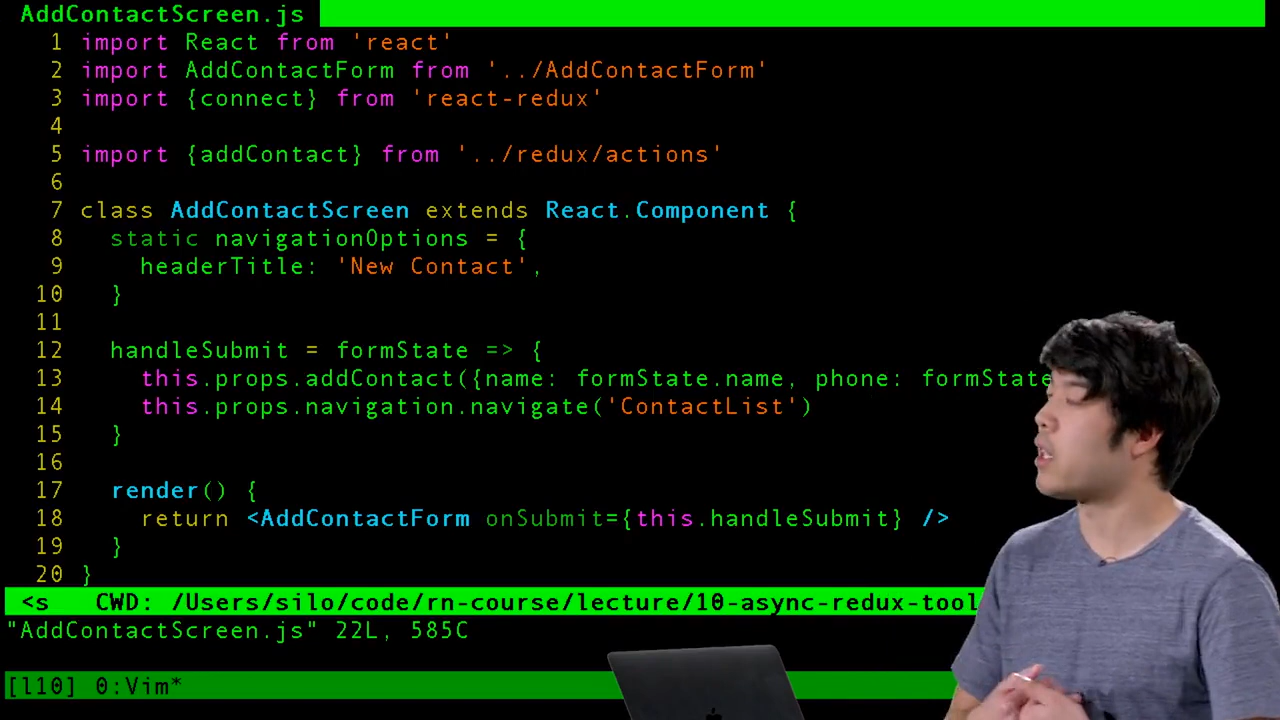 AddContactScreen.js
1 import React from 'react'
2 import AddContactForm from '../AddContactForm'
3 import {connect} from 'react-redux'
4
5 import {addContact} from '../redux/actions'
6
7 class AddContactScreen extends React.Component {
8 static navigationOptions = {
9 headerTitle: 'New Contact',
10 }
11
12 handleSubmit = formState => {
13 this.props.addContact({name: formState.name, phone: formState
14 this.props.navigation.navigate('ContactList')
15 }
16
17 render() {
18 return <AddContactForm onSubmit={this.handleSubmit} />
19 }
20 }
<s CWD: /Users/silo/code/rn-course/lecture/10-async-redux-tool
"AddContactScreen.js" 22L, 585C
[l10] 0:Vim*